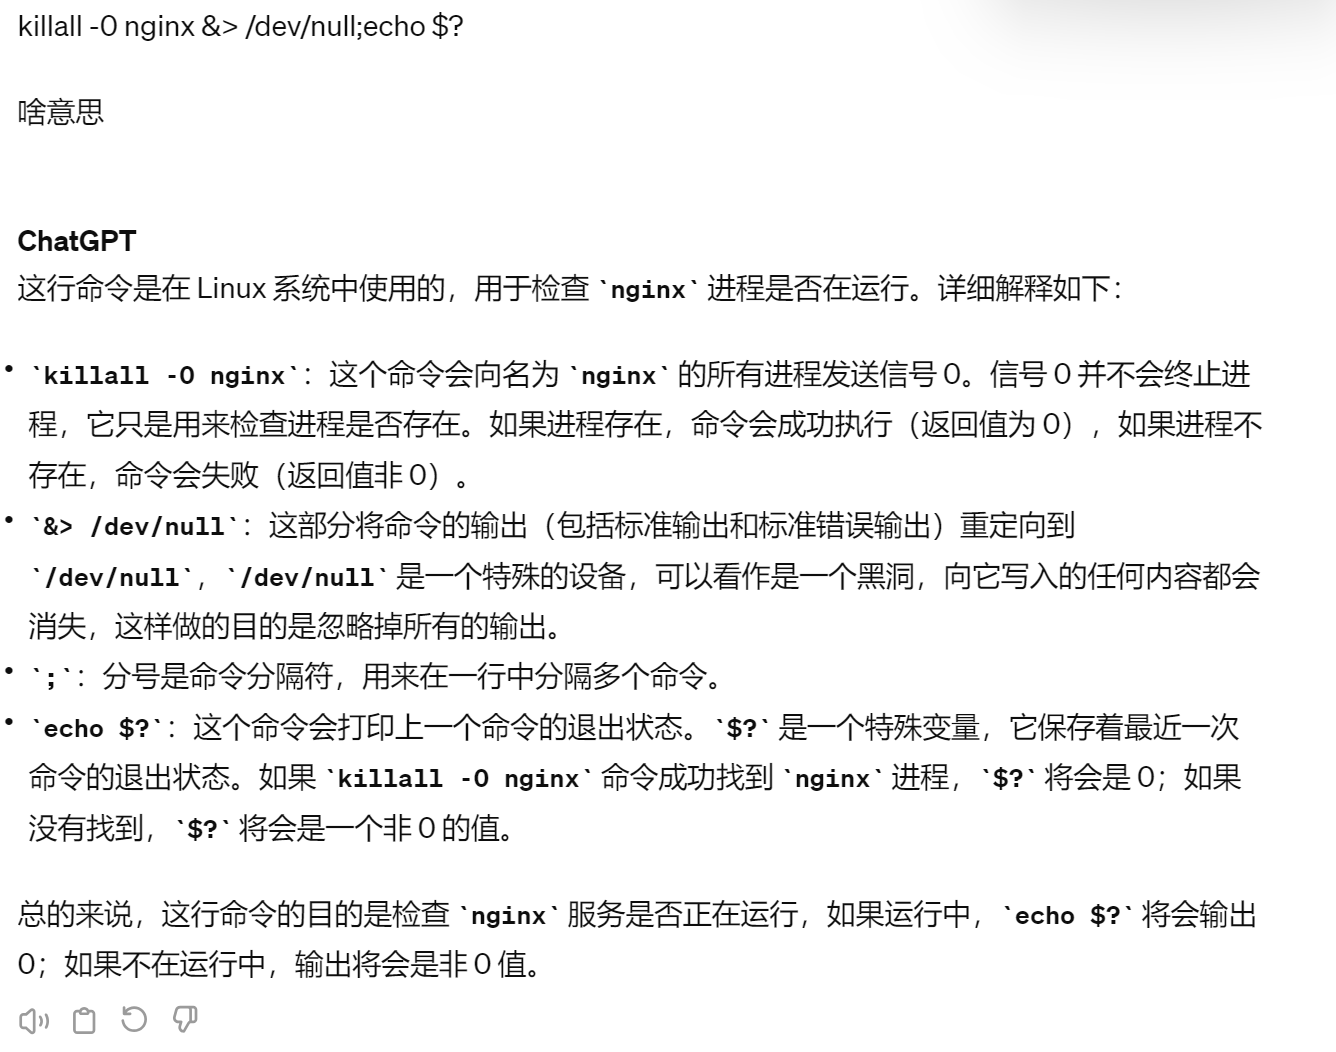 killall -0 nginx &> /dev/null;echo $?
啥意思
ChatGPT
这行命令是在 Linux 系统中使用的，用于检查 `nginx` 进程是否在运行。详细解释如下：
• `killall -0 nginx`：这个命令会向名为 `nginx` 的所有进程发送信号 0。信号 0 并不会终止进
程，它只是用来检查进程是否存在。如果进程存在，命令会成功执行（返回值为 0），如果进程不
存在，命令会失败（返回值非 0）。
• `&> /dev/null`：这部分将命令的输出（包括标准输出和标准错误输出）重定向到
`/dev/null`，`/dev/null` 是一个特殊的设备，可以看作是一个黑洞，向它写入的任何内容都会
消失，这样做的目的是忽略掉所有的输出。
• `;`：分号是命令分隔符，用来在一行中分隔多个命令。
• `echo $?`：这个命令会打印上一个命令的退出状态。`$?` 是一个特殊变量，它保存着最近一次
命令的退出状态。如果 `killall -0 nginx` 命令成功找到 `nginx` 进程，`$?` 将会是 0；如果
没有找到，`$?` 将会是一个非 0 的值。
总的来说，这行命令的目的是检查 `nginx` 服务是否正在运行，如果运行中，`echo $?` 将会输出
0；如果不在运行中，输出将会是非 0 值。